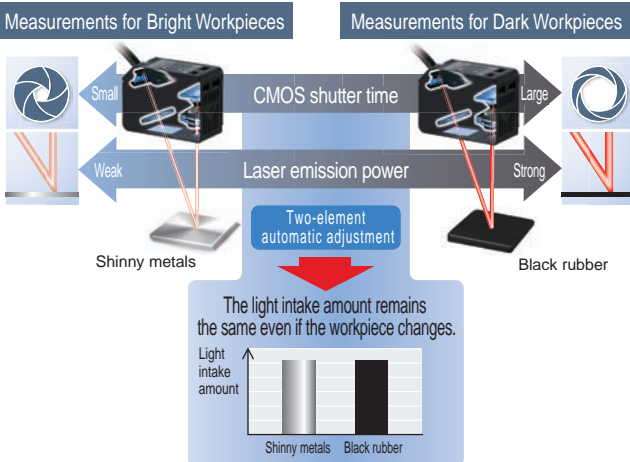 Measurements for Bright Workpieces
Measurements for Dark Workpieces
Small
CMOS shutter time
Large
Weak
Laser emission power
Strong
Two-element
automatic adjustment
Shinny metals
Black rubber
The light intake amount remains
the same even if the workpiece changes.
Light
intake
amount
Shinny metals
Black rubber